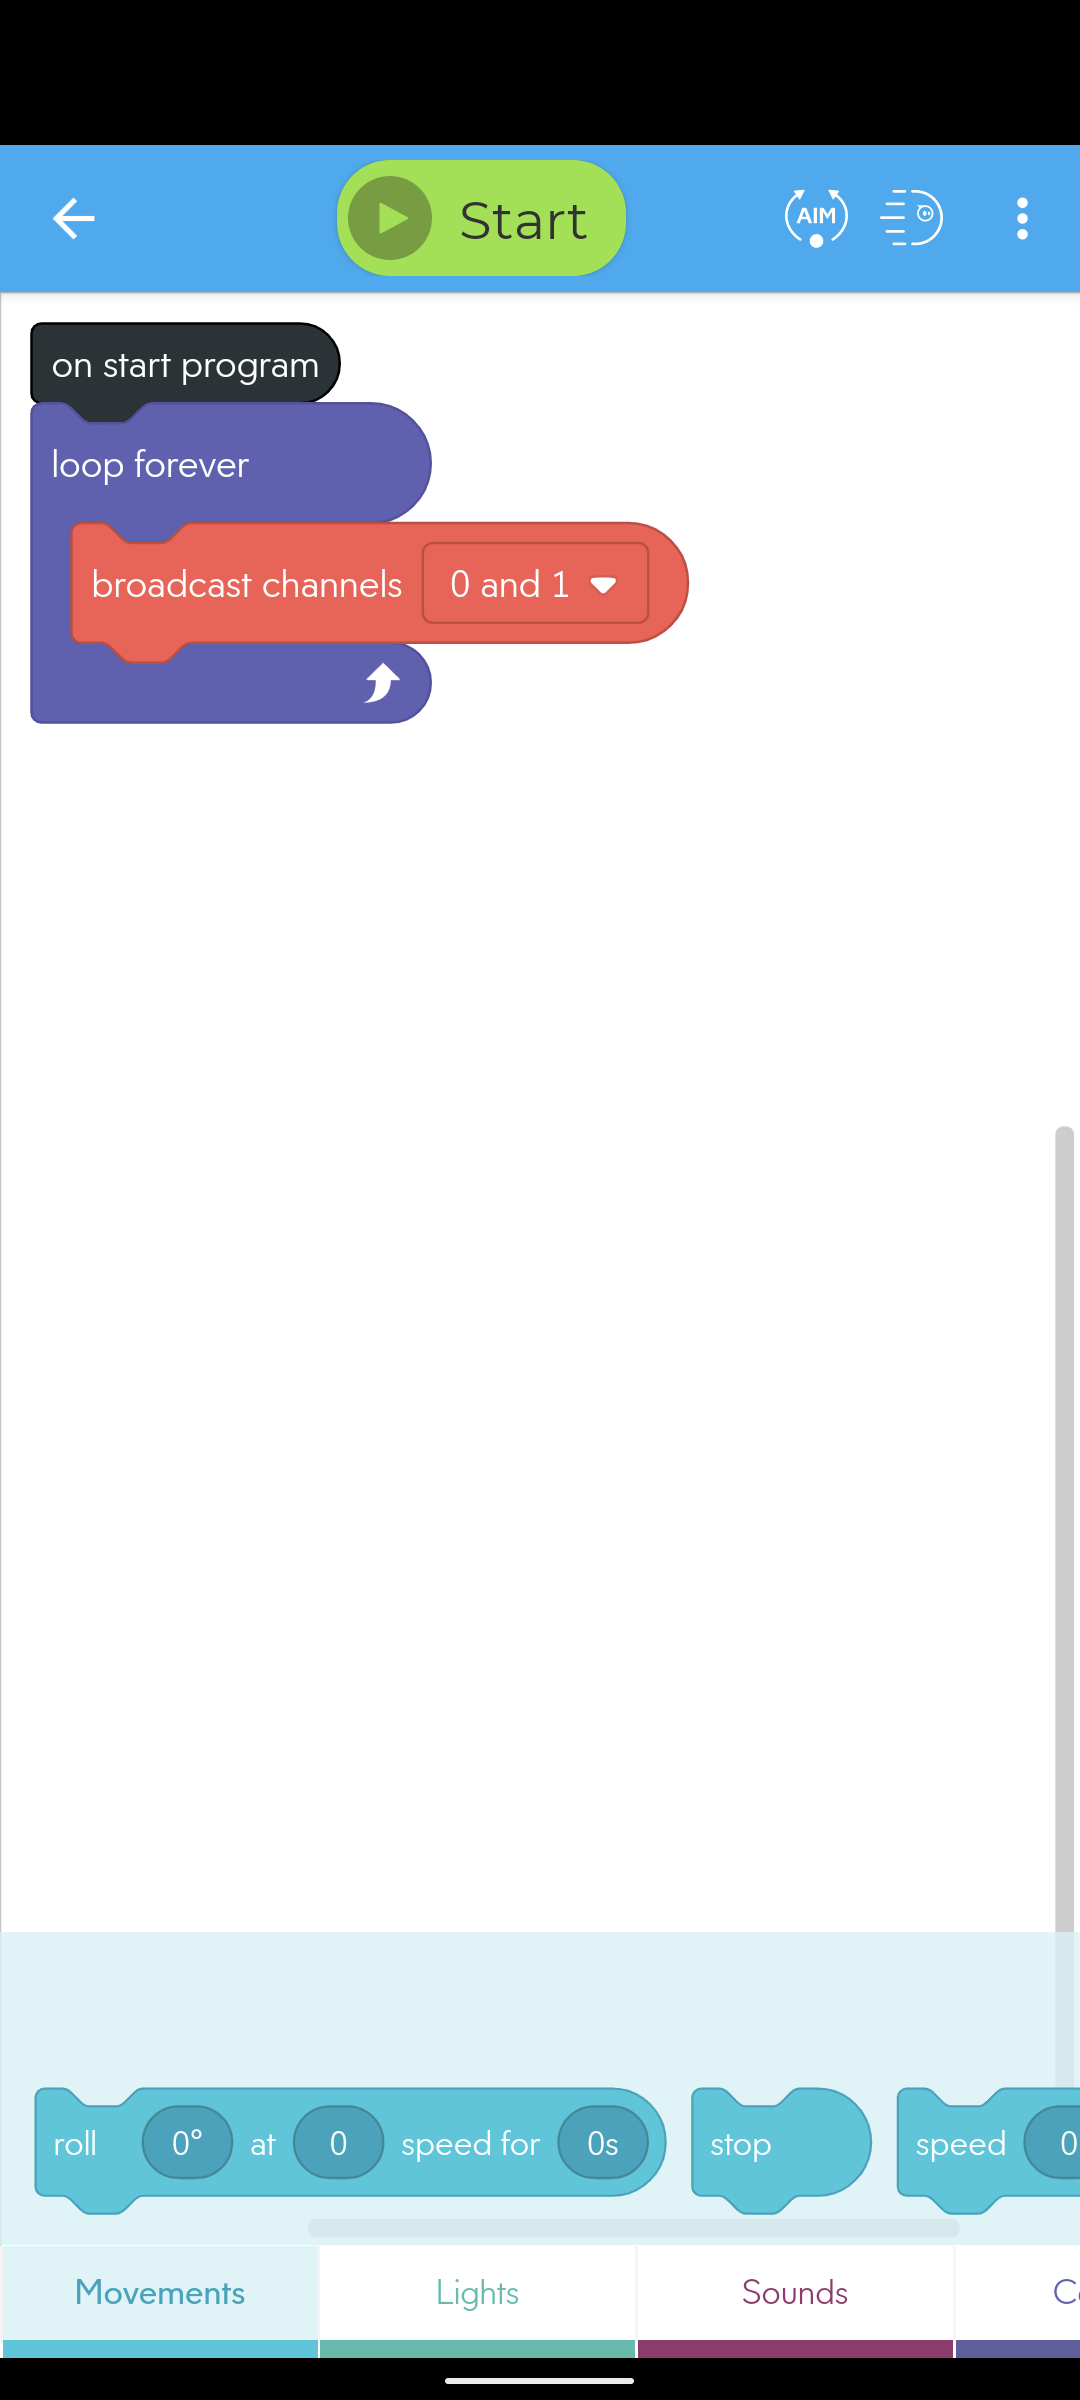 Start
AIM
on start program
loop forever
broadcast channels 0 and 1
roll 0° at 0 speed for 0s
stop
speed 0
Movements
Lights
Sounds